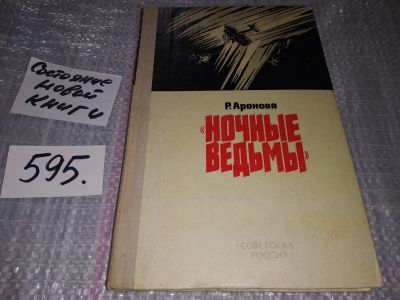 Состояние
новой
книги
595.
Р. Аронова
«НОЧНЫЕ
ВЕДЬМЫ»
·СОВЕТСКАЯ
РОССИЯ·